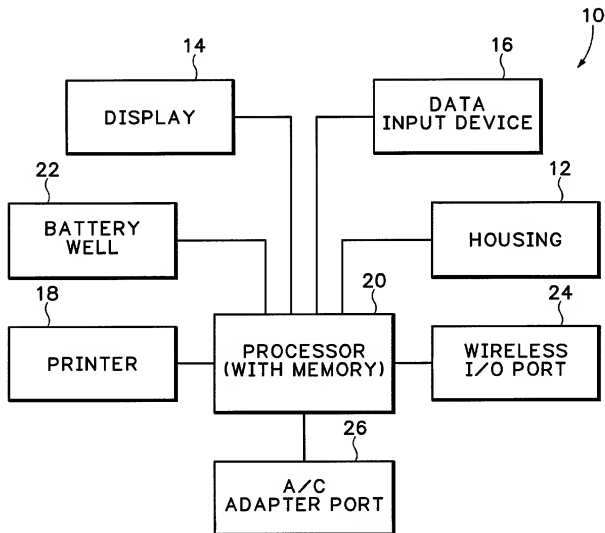 10
14
DISPLAY
16
DATA
INPUT DEVICE
22
BATTERY
WELL
12
HOUSING
18
PRINTER
20
PROCESSOR
(WITH MEMORY)
24
WIRELESS
I/O PORT
26
A/C
ADAPTER PORT